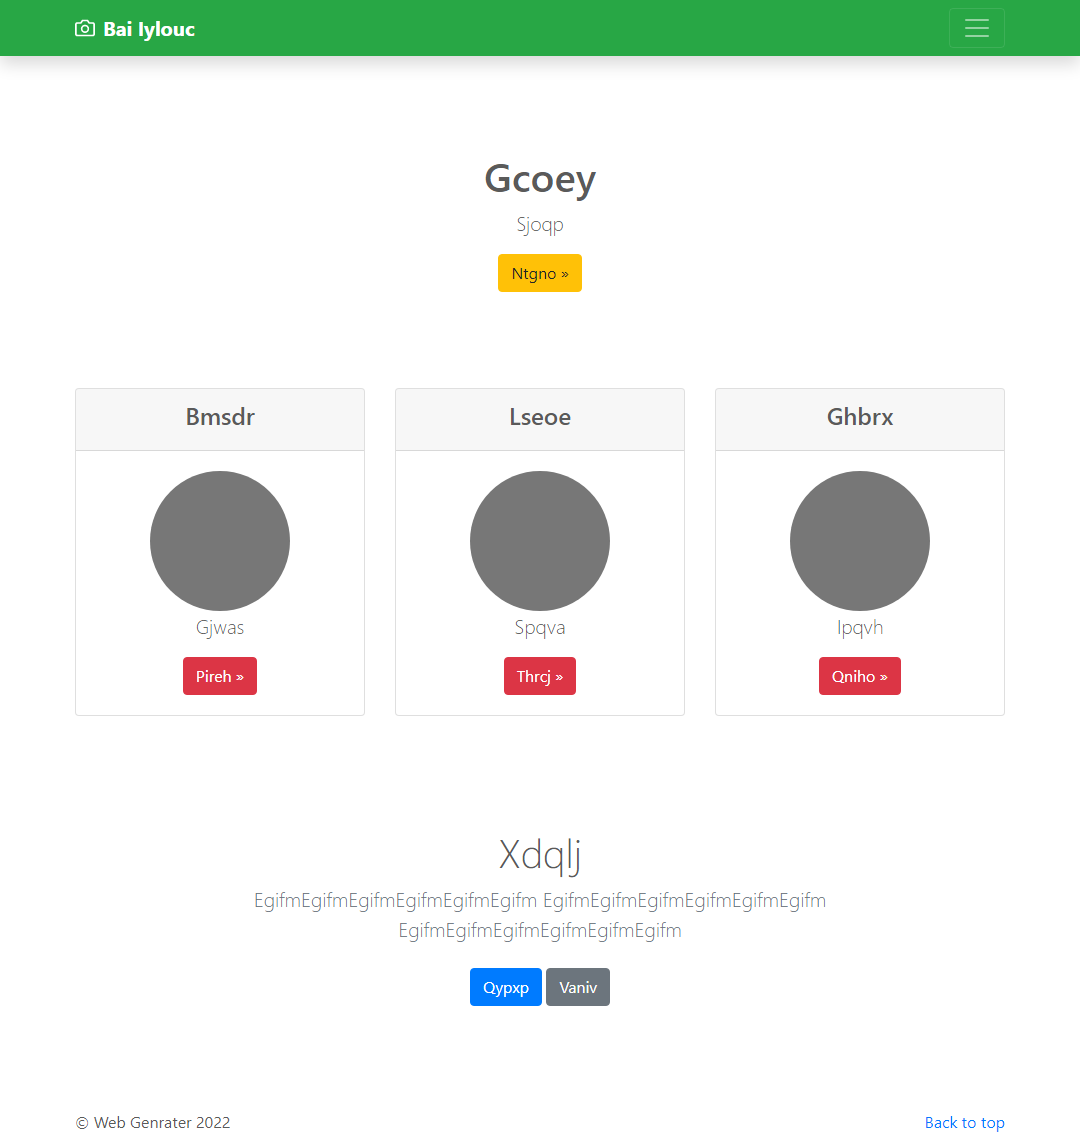 Bai Iylouc
Gcoey
Sjoqp
Ntgno »
Bmsdr
Lseoe
Ghbrx
Gjwas
Spqva
Ipqvh
Pireh »
Thrcj »
Qniho »
Xdqlj
EgifmEgifmEgifmEgifmEgifmEgifm EgifmEgifmEgifmEgifmEgifmEgifm
EgifmEgifmEgifmEgifmEgifmEgifm
Qypxp
Vaniv
© Web Genrater 2022
Back to top